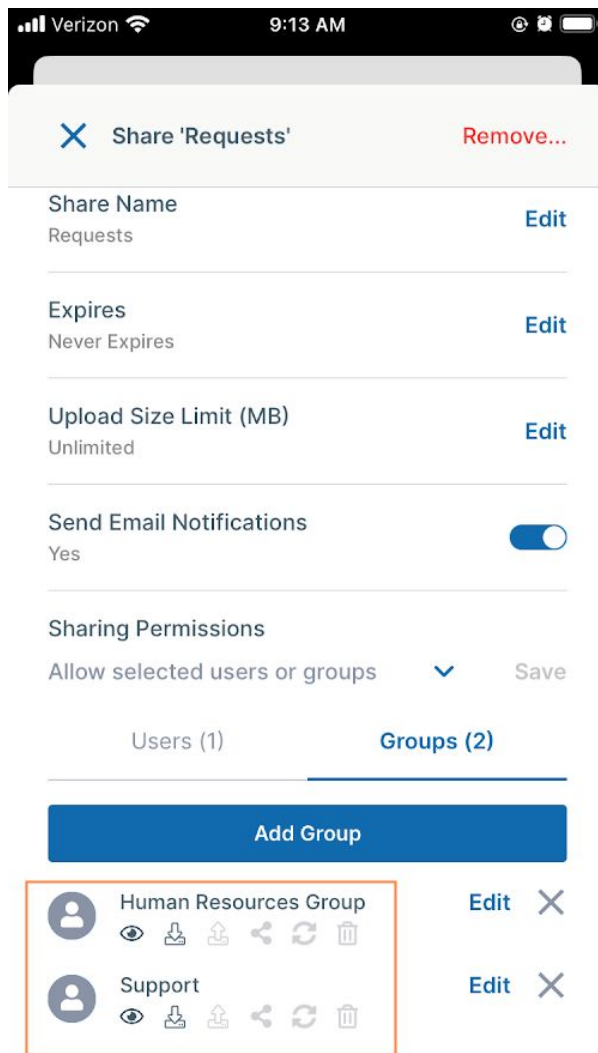 Verizon 9:13 AM
Share 'Requests' Remove...
Share Name
Edit
Requests
Expires
Edit
Never Expires
Upload Size Limit (MB)
Edit
Unlimited
Send Email Notifications
Yes
Sharing Permissions
Allow selected users or groups Save
Users (1) Groups (2)
Add Group
Human Resources Group Edit
Support Edit